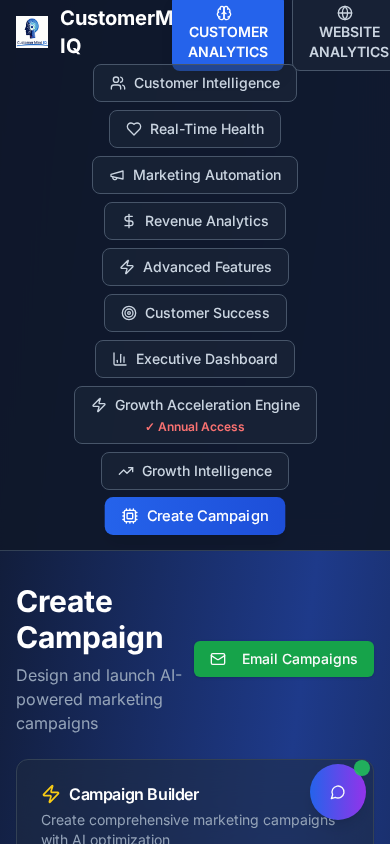 CustomerM
IQ
CUSTOMER
ANALYTICS
WEBSITE
ANALYTICS
Customer Intelligence
Real-Time Health
Marketing Automation
Revenue Analytics
Advanced Features
Customer Success
Executive Dashboard
Growth Acceleration Engine
✓ Annual Access
Growth Intelligence
Create Campaign
Create
Campaign
Design and launch AI-
powered marketing
campaigns
Email Campaigns
Campaign Builder
Create comprehensive marketing campaigns
with AI optimization